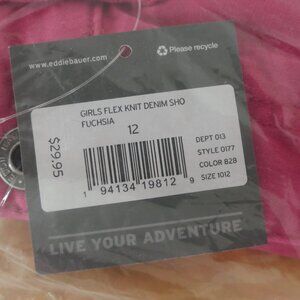 www.eddiebauer.com
Please recycle
GIRLS FLEX KNIT DENIM SHO
FUCHSIA
12
$29.95
DEPT 013
STYLE 0177
COLOR 828
SIZE 1012
1 94134 19812 9
LIVE YOUR ADVENTURE